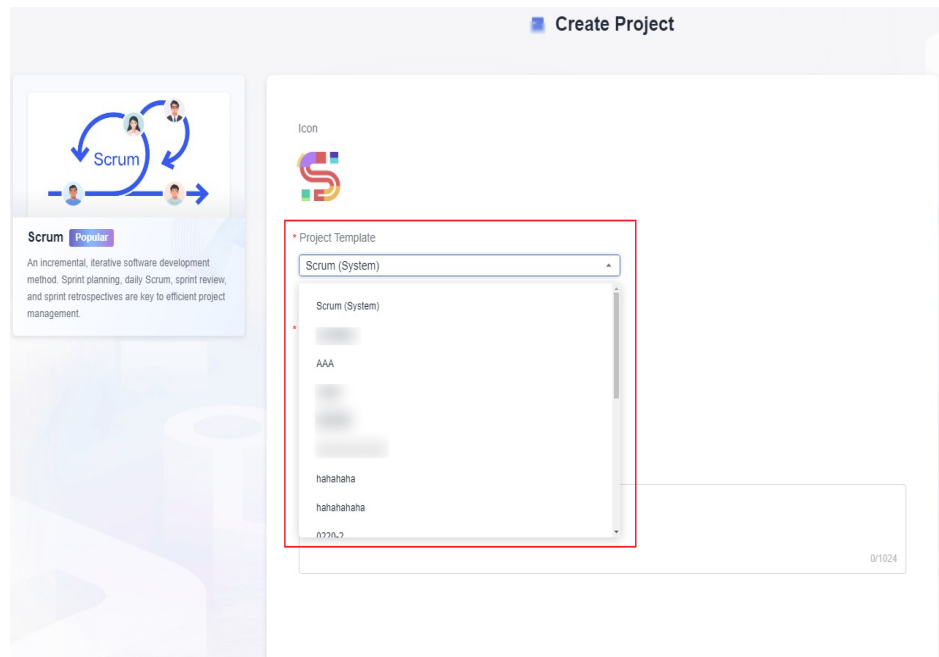 Create Project
Scrum
Icon
Scrum Popular
An incremental, iterative software development
method. Sprint planning, daily Scrum, sprint review,
and sprint retrospectives are key to efficient project
management.
* Project Template
Scrum (System)
Scrum (System)
*
AAA
hahahaha
hahahahaha
0220-2
0/1024